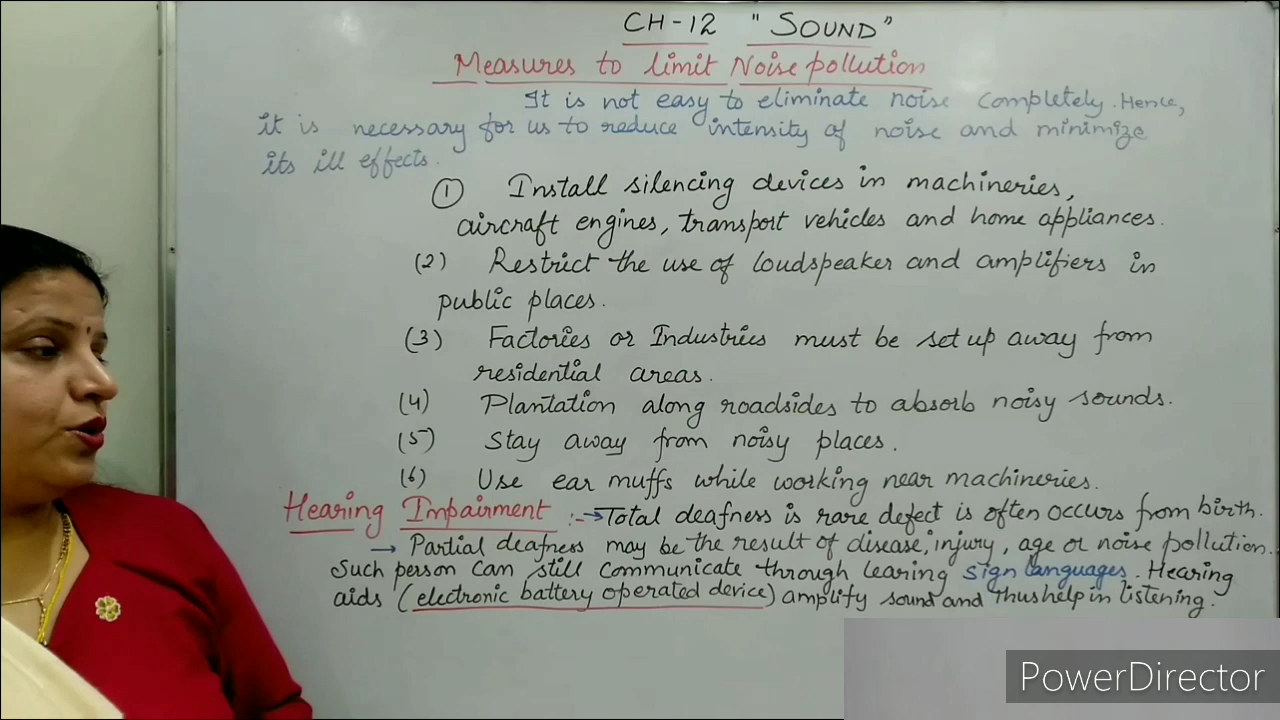 CH-12 "SOUND"
Measures to limit Noise pollution
It is not easy to eliminate noise completely. Hence,
it is necessary for us to reduce intensity of noise and minimize
its ill effects.
(1) Install silencing devices in machineries,
aircraft engines, transport vehicles and home appliances.
(2) Restrict the use of loudspeaker and amplifiers in
public places.
(3) Factories or Industries must be set up away from
residential areas.
(4) Plantation along roadsides to absorb noisy sounds.
(5) Stay away from noisy places.
(6) Use ear muffs while working near machineries.
Hearing Impairment :-→Total deafness is rare defect is often occurs from birth.
→ Partial deafness may be the result of disease, injury, age or noise pollution.
Such person can still communicate through learing sign languages. Hearing
aids (electronic battery operated device) amplify sound and thus help in listening.
PowerDirector